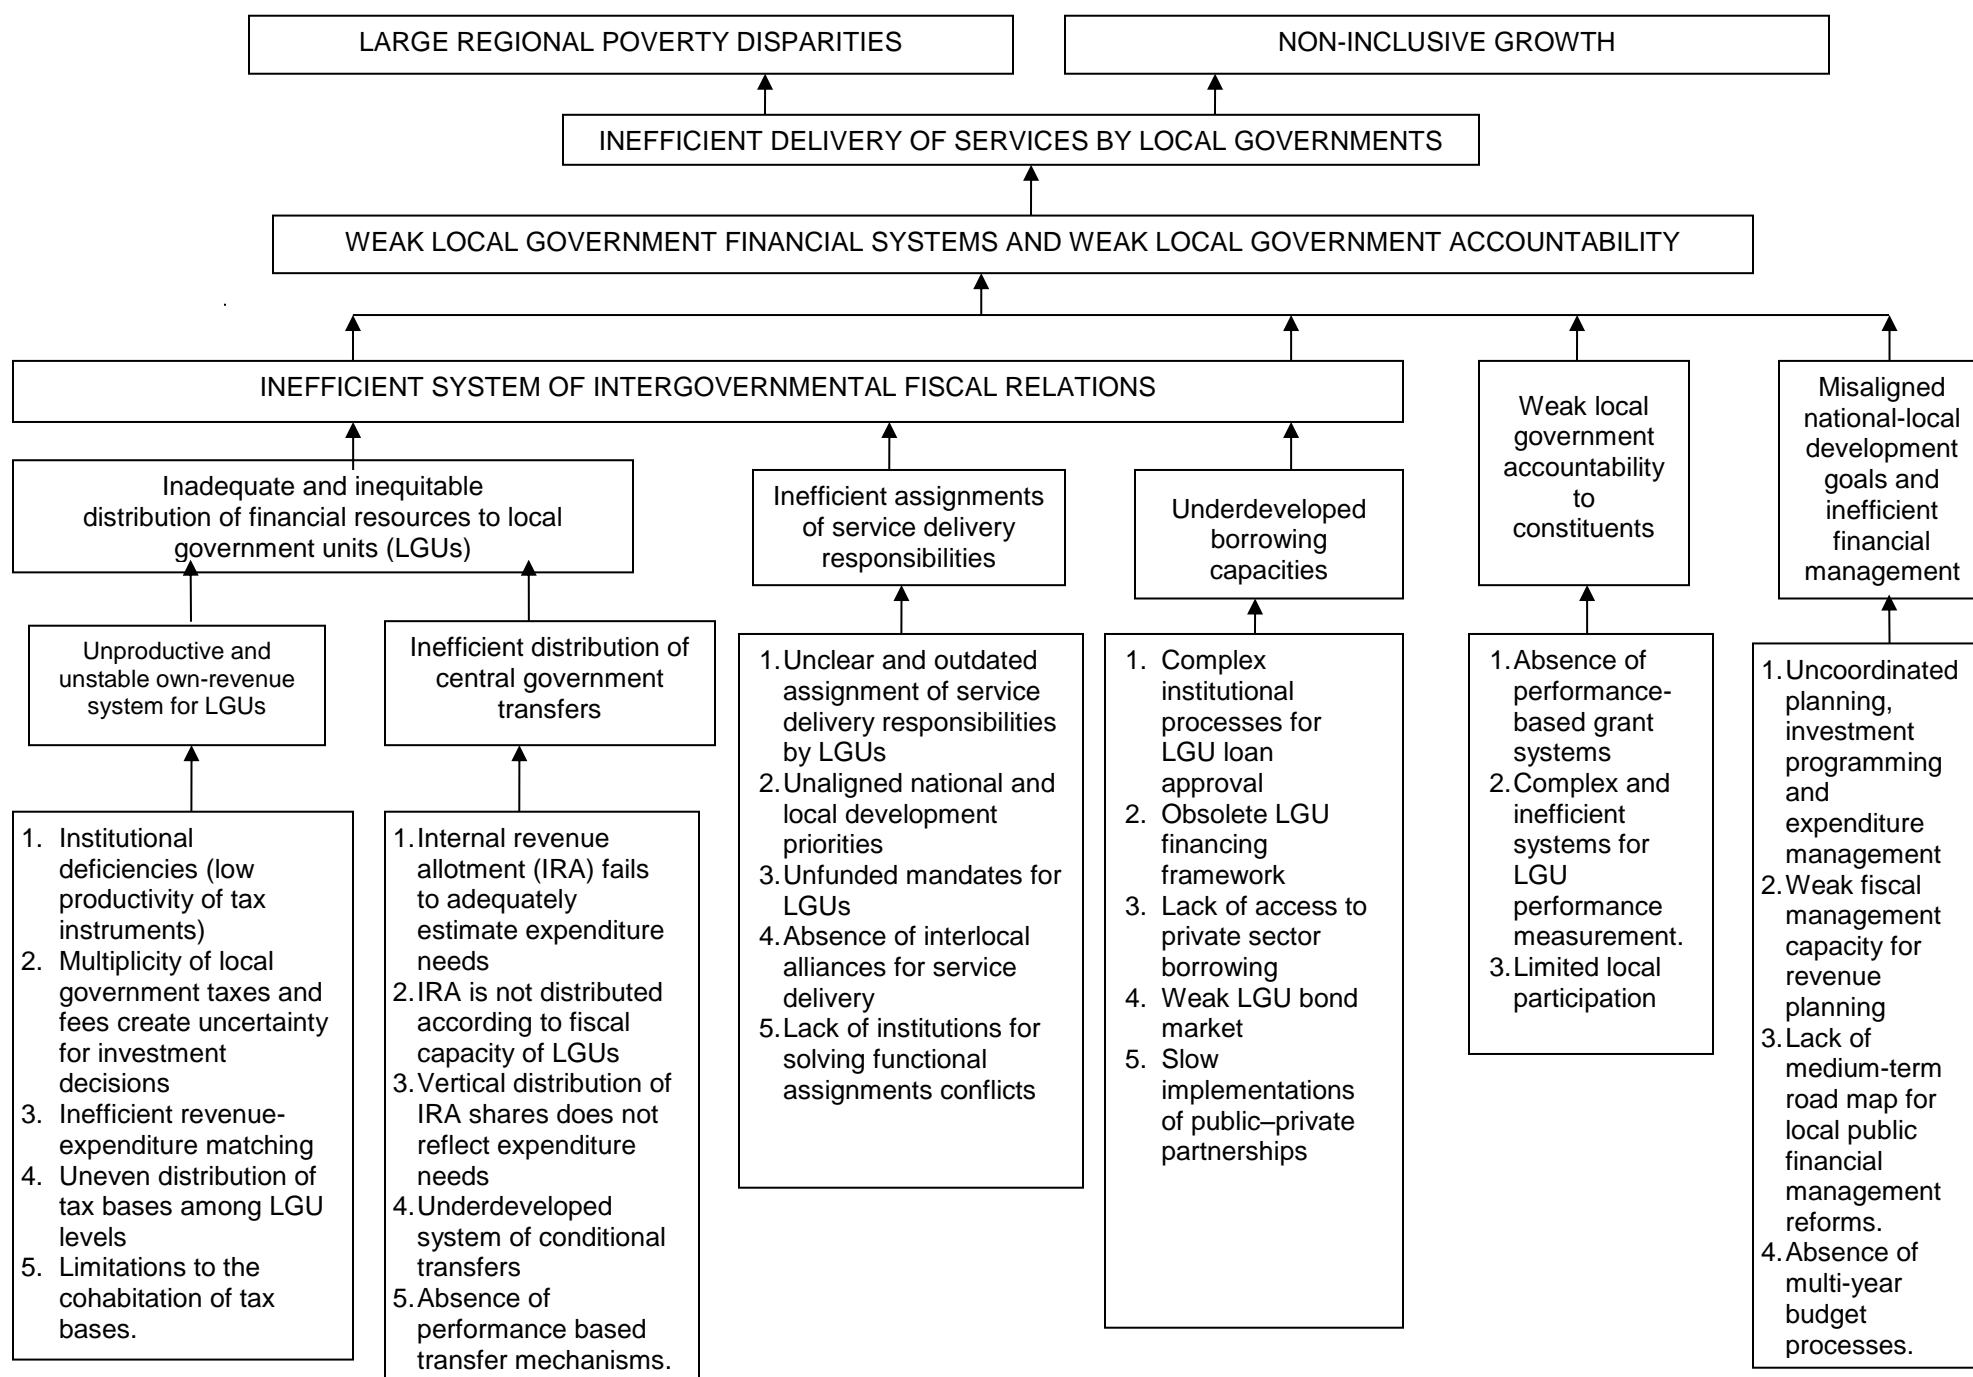 LARGE REGIONAL POVERTY DISPARITIES
NON-INCLUSIVE GROWTH
INEFFICIENT DELIVERY OF SERVICES BY LOCAL GOVERNMENTS
WEAK LOCAL GOVERNMENT FINANCIAL SYSTEMS AND WEAK LOCAL GOVERNMENT ACCOUNTABILITY
INEFFICIENT SYSTEM OF INTERGOVERNMENTAL FISCAL RELATIONS
Weak local
government
accountability
to
constituents
Misaligned
national-local
development
goals and
inefficient
financial
management
Inadequate and inequitable
distribution of financial resources to local
government units (LGUs)
Inefficient assignments
of service delivery
responsibilities
Underdeveloped
borrowing
capacities
Unproductive and
unstable own-revenue
system for LGUs
Inefficient distribution of
central government
transfers
1. Institutional
deficiencies (low
productivity of tax
instruments)
2. Multiplicity of local
government taxes and
fees create uncertainty
for investment
decisions
3. Inefficient revenue-
expenditure matching
4. Uneven distribution of
tax bases among LGU
levels
5. Limitations to the
cohabitation of tax
bases.
1. Internal revenue
allotment (IRA) fails
to adequately
estimate expenditure
needs
2. IRA is not distributed
according to fiscal
capacity of LGUs
3. Vertical distribution of
IRA shares does not
reflect expenditure
needs
4. Underdeveloped
system of conditional
transfers
5. Absence of
performance based
transfer mechanisms.
1. Unclear and outdated
assignment of service
delivery responsibilities
by LGUs
2. Unaligned national and
local development
priorities
3. Unfunded mandates for
LGUs
4. Absence of interlocal
alliances for service
delivery
5. Lack of institutions for
solving functional
assignments conflicts
1. Complex
institutional
processes for
LGU loan
approval
2. Obsolete LGU
financing
framework
3. Lack of access to
private sector
borrowing
4. Weak LGU bond
market
5. Slow
implementations
of public–private
partnerships
1. Absence of
performance-
based grant
systems
2. Complex and
inefficient
systems for
LGU
performance
measurement.
3. Limited local
participation
1. Uncoordinated
planning,
investment
programming
and
expenditure
management
2. Weak fiscal
management
capacity for
revenue
planning
3. Lack of
medium-term
road map for
local public
financial
management
reforms.
4. Absence of
multi-year
budget
processes.